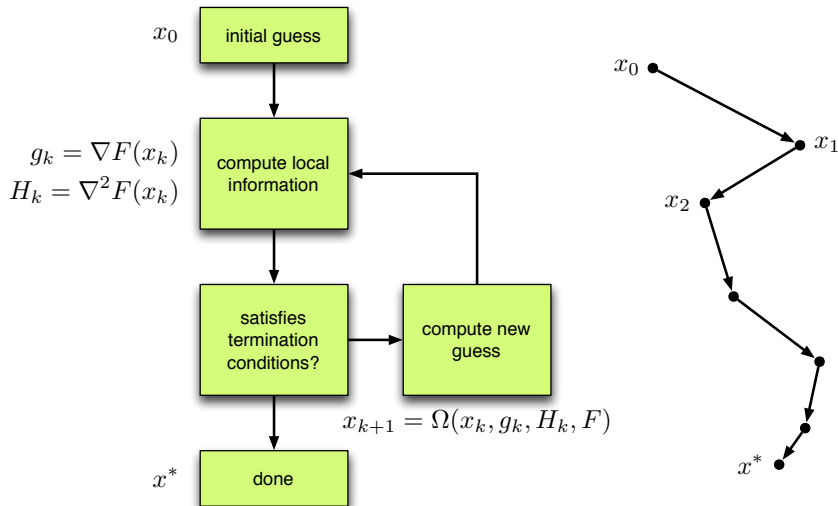 x_0
initial guess
g_k = ∇F(x_k)
H_k = ∇^2F(x_k)
compute local
information
satisfies
termination
conditions?
compute new
guess
x_{k+1} = Ω(x_k, g_k, H_k, F)
x^*
done
x_0
x_1
x_2
x^*